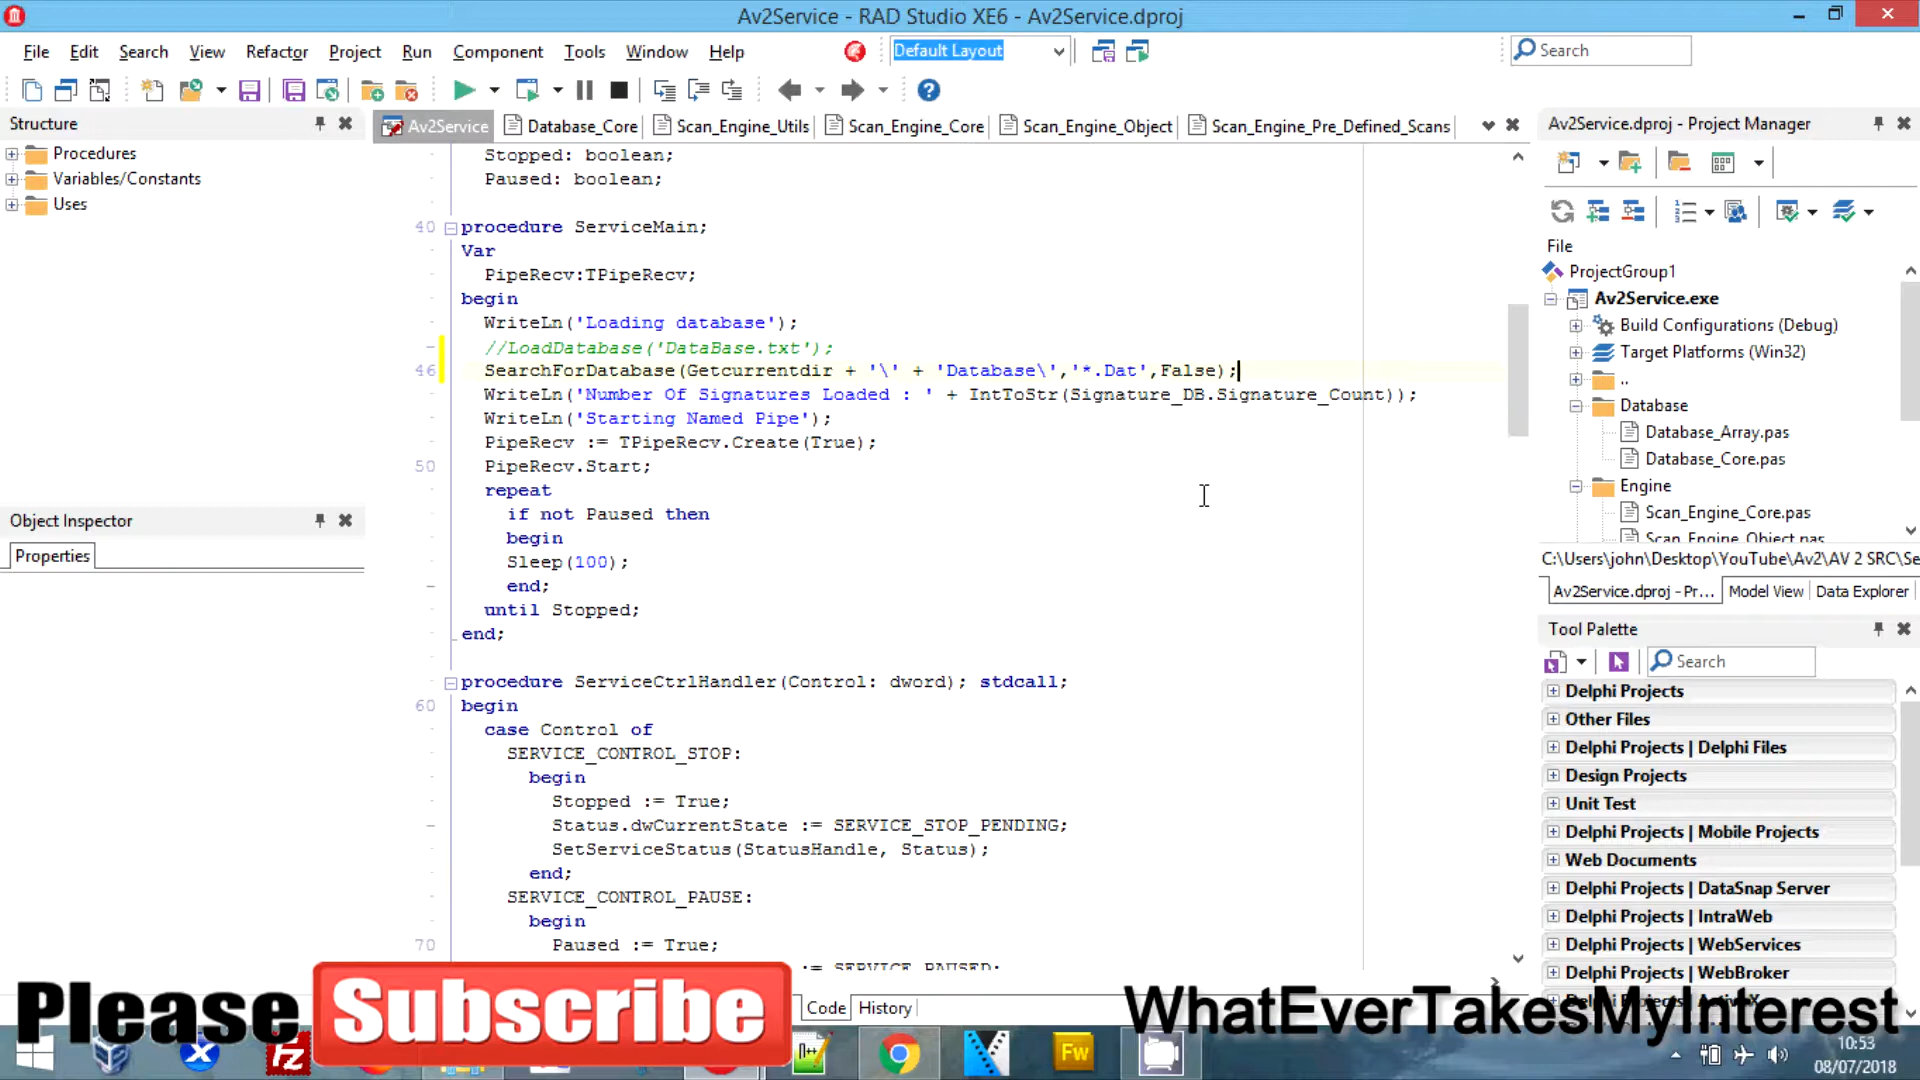 Av2Service - RAD Studio XE6 - Av2Service.dproj
File Edit Search View Refactor Project Run Component Tools Window Help
Default Layout
Search
Structure
Procedures
Variables/Constants
Uses
Object Inspector
Properties
Av2Service Database_Core Scan_Engine_Utils Scan_Engine_Core Scan_Engine_Object Scan_Engine_Pre_Defined_Scans
Stopped: boolean;
Paused: boolean;
40 procedure ServiceMain;
Var
PipeRecv:TPipeRecv;
begin
WriteLn('Loading database');
//LoadDatabase('DataBase.txt');
46 SearchForDatabase(Getcurrentdir + '\' + 'Database\','*.Dat',False);
WriteLn('Number Of Signatures Loaded : ' + IntToStr(Signature_DB.Signature_Count));
WriteLn('Starting Named Pipe');
PipeRecv := TPipeRecv.Create(True);
50 PipeRecv.Start;
repeat
if not Paused then
begin
Sleep(100);
end;
until Stopped;
end;
procedure ServiceCtrlHandler(Control: dword); stdcall;
60 begin
case Control of
SERVICE_CONTROL_STOP:
begin
Stopped := True;
Status.dwCurrentState := SERVICE_STOP_PENDING;
SetServiceStatus(StatusHandle, Status);
end;
SERVICE_CONTROL_PAUSE:
begin
70 Paused := True;
:= SERVICE_PAUSED;
Code History
Av2Service.dproj - Project Manager
File
ProjectGroup1
Av2Service.exe
Build Configurations (Debug)
Target Platforms (Win32)
..
Database
Database_Array.pas
Database_Core.pas
Engine
Scan_Engine_Core.pas
Scan_Engine_Object.pas
C:\Users\john\Desktop\YouTube\Av2\AV 2 SRC\Se
Av2Service.dproj - Pr... Model View Data Explorer
Tool Palette
Search
Delphi Projects
Other Files
Delphi Projects | Delphi Files
Design Projects
Unit Test
Delphi Projects | Mobile Projects
Web Documents
Delphi Projects | DataSnap Server
Delphi Projects | IntraWeb
Delphi Projects | WebServices
Delphi Projects | WebBroker
Please Subscribe
WhatEverTakesMyInterest
Fz
Fw
10:53
08/07/2018